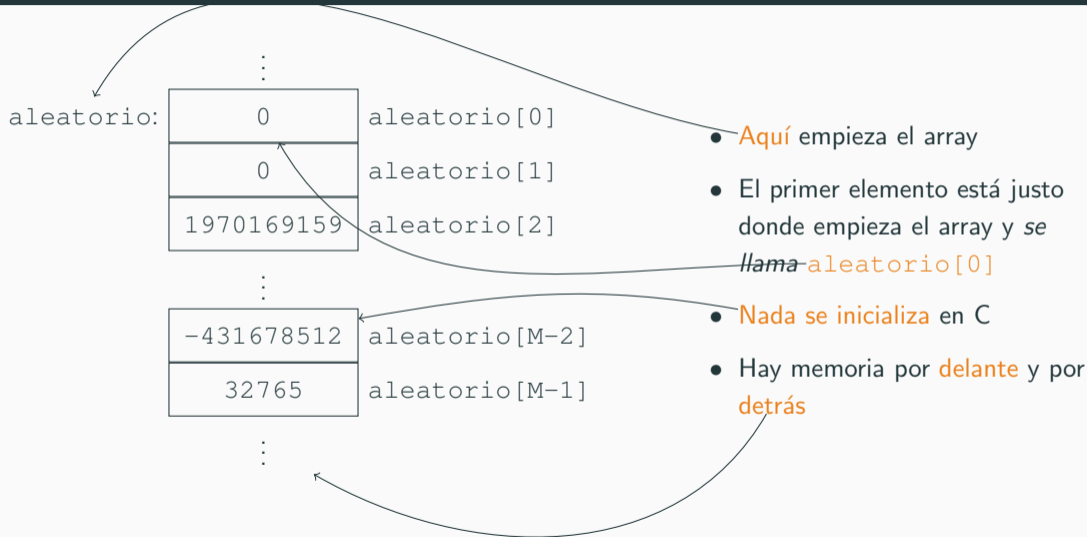 ⋮
aleatorio: 0 aleatorio[0]
0 aleatorio[1]
1970169159 aleatorio[2]
⋮
-431678512 aleatorio[M-2]
32765 aleatorio[M-1]
⋮
• Aquí empieza el array
• El primer elemento está justo
donde empieza el array y se
llama aleatorio[0]
• Nada se inicializa en C
• Hay memoria por delante y por
detrás